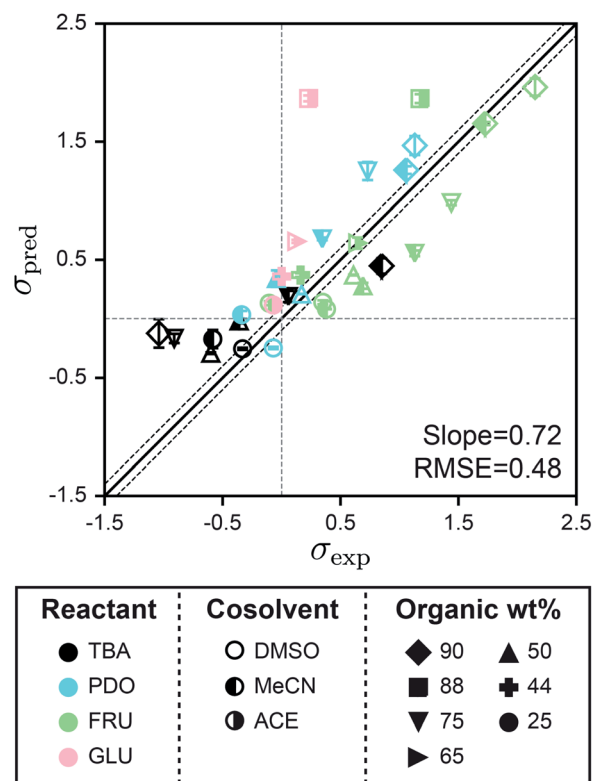 2.5
1.5
0.5
-0.5
-1.5
σpred
Slope=0.72
RMSE=0.48
-1.5 -0.5 0.5 1.5 2.5
σexp
Reactant Cosolvent Organic wt%
TBA DMSO 90 50
PDO MeCN 88 44
FRU ACE 75 25
GLU 65